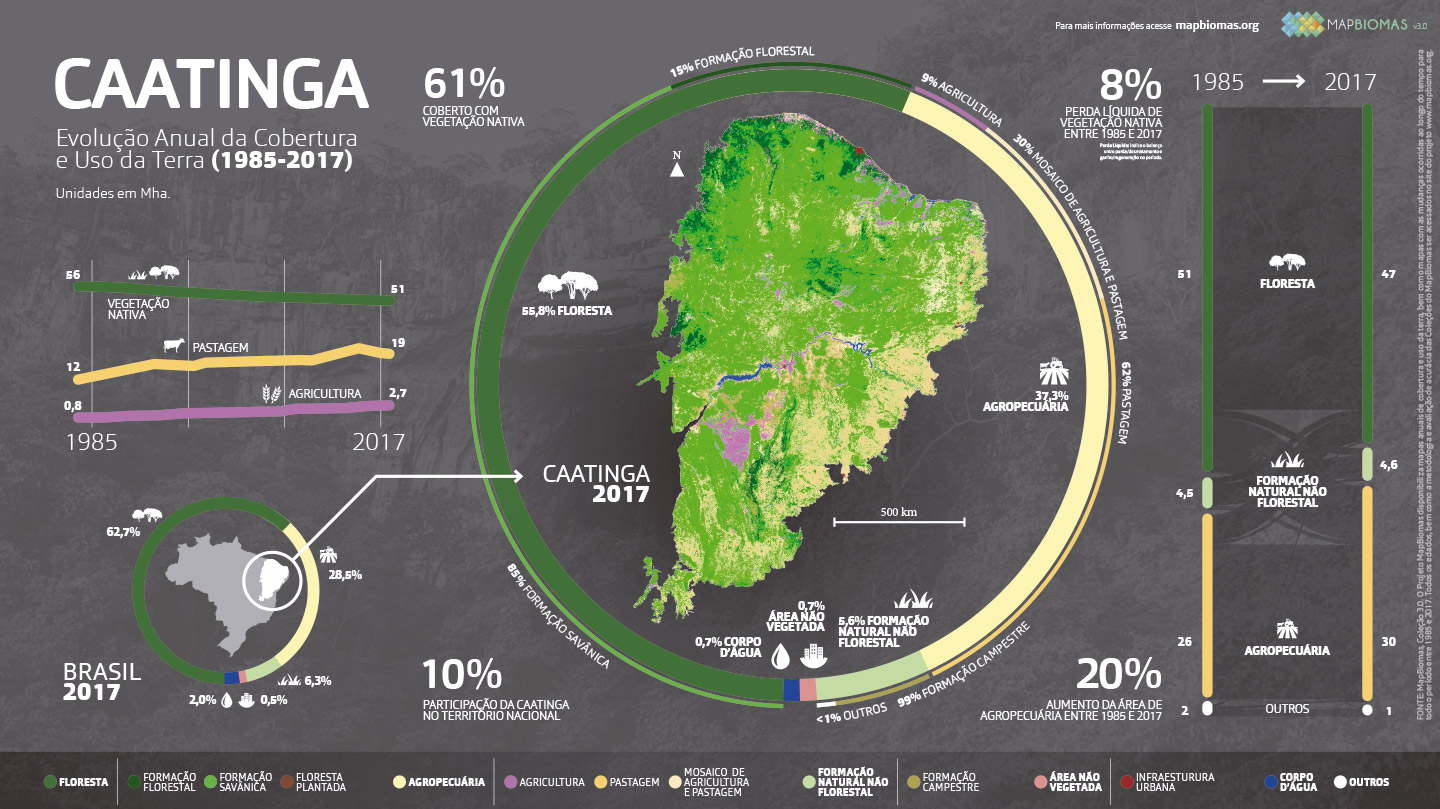 Para mais informações acesse mapbiomas.org
MAPBIOMAS v3.0
CAATINGA
Evolução Anual da Cobertura
e Uso da Terra (1985-2017)
Unidades em Mha.
56
51
VEGETAÇÃO
NATIVA
PASTAGEM
12
19
AGRICULTURA
0,8
2,7
1985
2017
62,7%
28,5%
6,3%
2,0%
0,5%
BRASIL
2017
61%
COBERTO COM
VEGETAÇÃO NATIVA
15% FORMAÇÃO FLORESTAL
9% AGRICULTURA
30% MOSAICO DE AGRICULTURA E PASTAGEM
62% PASTAGEM
99% FORMAÇÃO CAMPESTRE
<1% OUTROS
85% FORMAÇÃO SAVÂNICA
N
55,8% FLORESTA
37,3%
AGROPECUÁRIA
CAATINGA
2017
500 km
0,7%
ÁREA NÃO
VEGETADA
0,7% CORPO
D'ÁGUA
5,6% FORMAÇÃO
NATURAL NÃO
FLORESTAL
10%
PARTICIPAÇÃO DA CAATINGA
NO TERRITÓRIO NACIONAL
8%
PERDA LÍQUIDA DE
VEGETAÇÃO NATIVA
ENTRE 1985 E 2017
Perda Líquida: indica o balanço
entre perda/desmatamento e
ganho/regeneração no período.
20%
AUMENTO DA ÁREA DE
AGROPECUÁRIA ENTRE 1985 E 2017
1985
2017
51
FLORESTA
47
4,5
FORMAÇÃO
NATURAL NÃO
FLORESTAL
4,6
26
AGROPECUÁRIA
30
2
OUTROS
1
FONTE: MapBiomas, Coleção 3.0. O Projeto MapBiomas disponibiliza mapas anuais de cobertura e uso da terra, bem como mapas com as mudanças ocorridas ao longo do tempo para
todo o período entre 1985 e 2017. Todos os dados, bem como a metodologia e avaliação de acurácia das Coleções do MapBiomas ser acessados no site do projeto www.mapbiomas.org.
FLORESTA
FORMAÇÃO
FLORESTAL
FORMAÇÃO
SAVÂNICA
FLORESTA
PLANTADA
AGROPECUÁRIA
AGRICULTURA
PASTAGEM
MOSAICO DE
AGRICULTURA
E PASTAGEM
FORMAÇÃO
NATURAL NÃO
FLORESTAL
FORMAÇÃO
CAMPESTRE
ÁREA NÃO
VEGETADA
INFRAESTURURA
URBANA
CORPO
D'ÁGUA
OUTROS